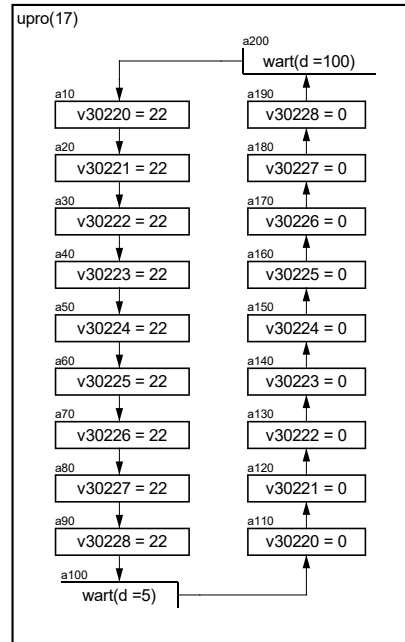 upro(17)
a200
wart(d =100)
a10
v30220 = 22
a20
v30221 = 22
a30
v30222 = 22
a40
v30223 = 22
a50
v30224 = 22
a60
v30225 = 22
a70
v30226 = 22
a80
v30227 = 22
a90
v30228 = 22
a100
wart(d =5)
a190
v30228 = 0
a180
v30227 = 0
a170
v30226 = 0
a160
v30225 = 0
a150
v30224 = 0
a140
v30223 = 0
a130
v30222 = 0
a120
v30221 = 0
a110
v30220 = 0